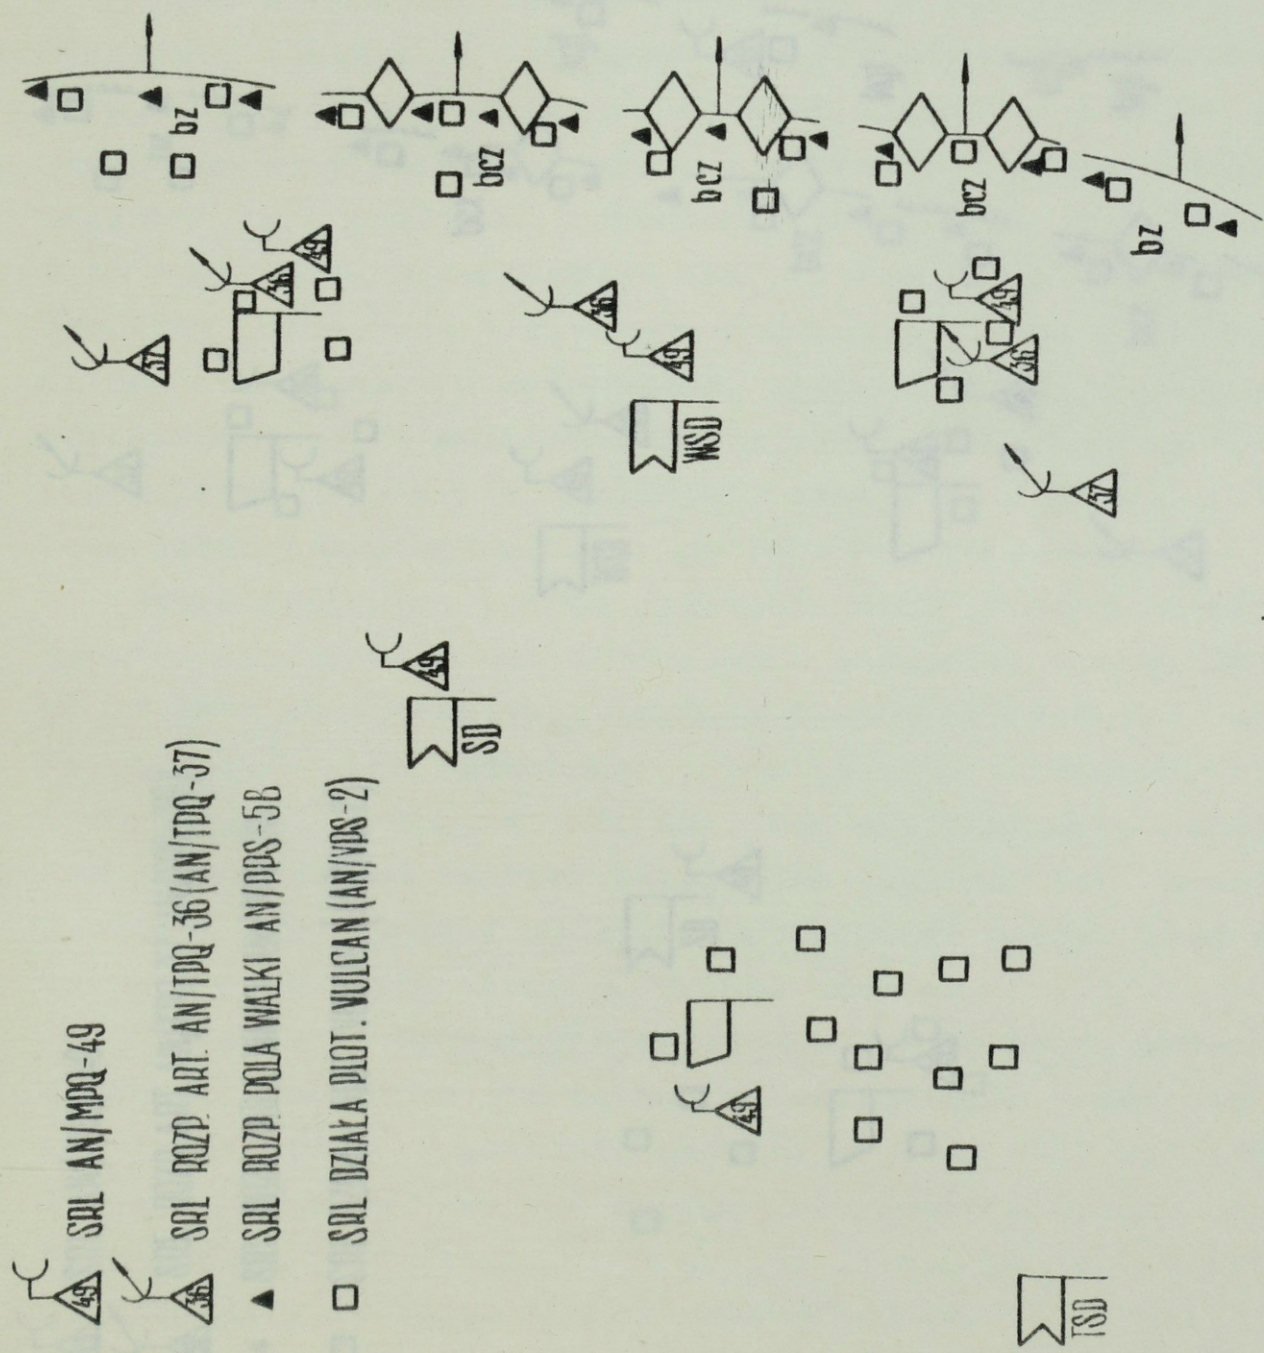 SRL AN/MPQ-49
SRL ROZP. ART. AN/TPQ-36 (AN/TPQ-37)
SRL ROZP. POLA WALKI AN/PPS-5B
SRL DZIAŁA PLOT. VULCAN (AN/VPS-2)
49
36
bz
bcz
bcz
bcz
bz
37
36
49
36
49
49
36
37
WSD
49
SD
49
TSD